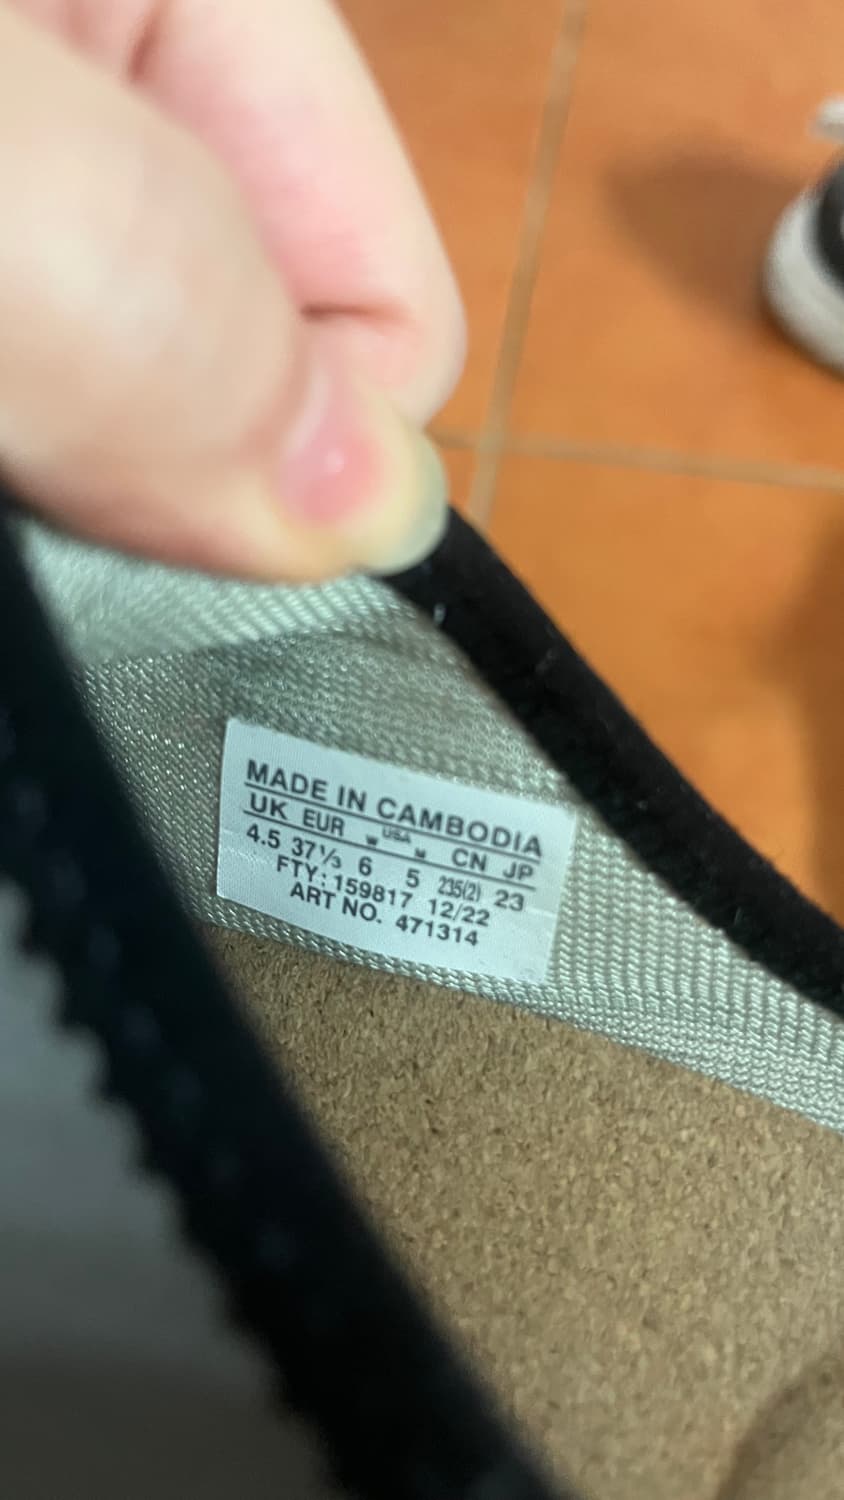 MADE IN CAMBODIA
UK EUR W USA M CN JP
4.5 37⅓ 6 5 235(2) 23
FTY: 159817 12/22
ART NO. 471314